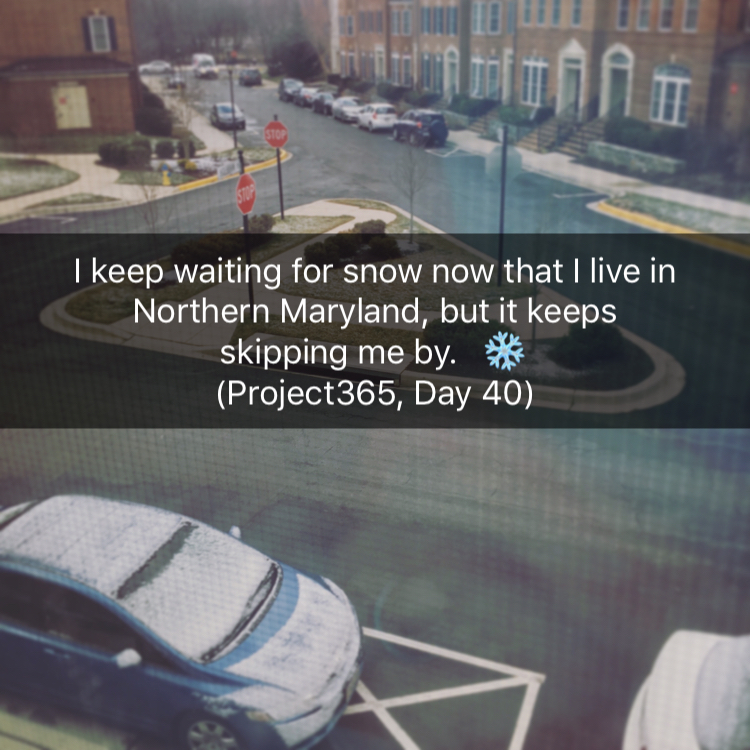 STOP
STOP
I keep waiting for snow now that I live in
Northern Maryland, but it keeps
skipping me by. ❄️
(Project365, Day 40)